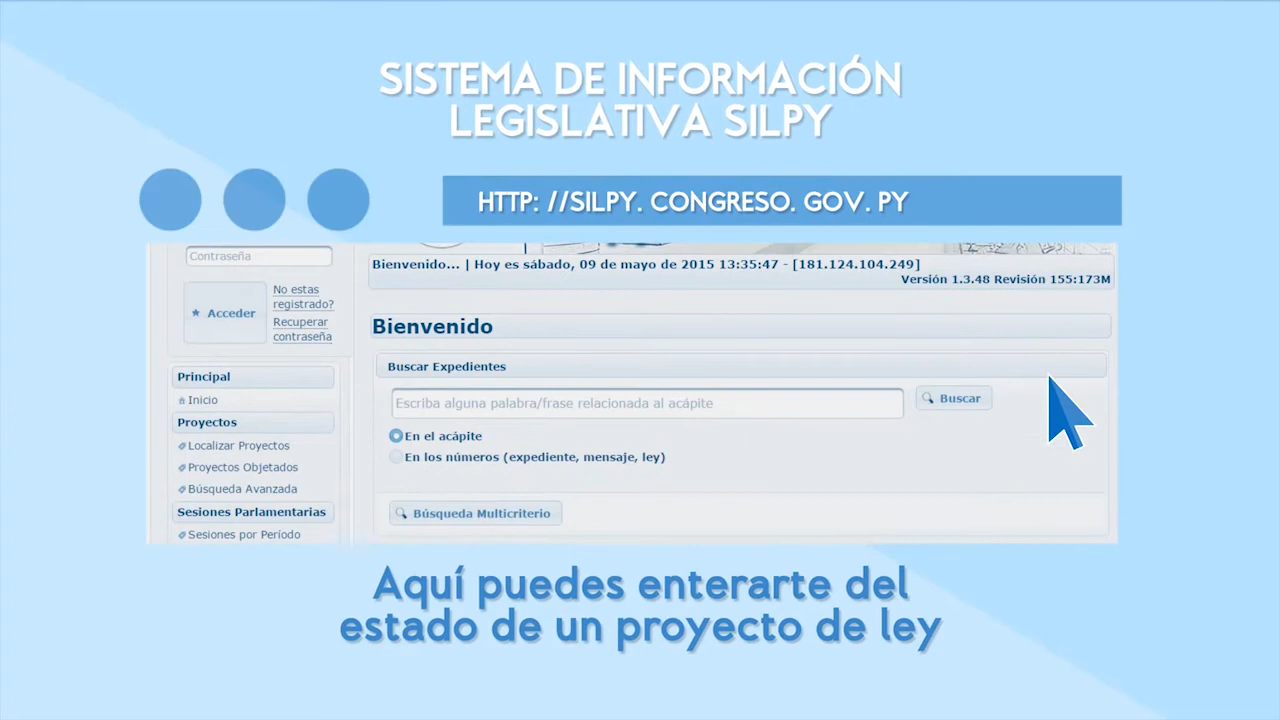 SISTEMA DE INFORMACIÓN
LEGISLATIVA SILPY
HTTP: //SILPY. CONGRESO. GOV. PY
Contraseña
Acceder
No estas
registrado?
Recuperar
contraseña
Principal
Inicio
Proyectos
Localizar Proyectos
Proyectos Objetados
Búsqueda Avanzada
Sesiones Parlamentarias
Sesiones por Período
Bienvenido... | Hoy es sábado, 09 de mayo de 2015 13:35:47 - [181.124.104.249]
Versión 1.3.48 Revisión 155:173M
Bienvenido
Buscar Expedientes
Escriba alguna palabra/frase relacionada al acápite
Buscar
En el acápite
En los números (expediente, mensaje, ley)
Búsqueda Multicriterio
Aquí puedes enterarte del
estado de un proyecto de ley